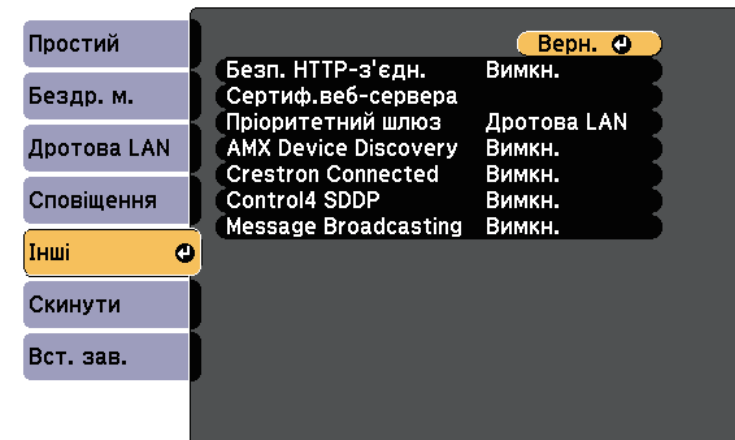 Простий
Бездр. м.
Дротова LAN
Сповіщення
Інші
Скинути
Вст. зав.
Верн.
Безп. HTTP-з'єдн. Вимкн.
Сертиф.веб-сервера
Пріоритетний шлюз Дротова LAN
AMX Device Discovery Вимкн.
Crestron Connected Вимкн.
Control4 SDDP Вимкн.
Message Broadcasting Вимкн.